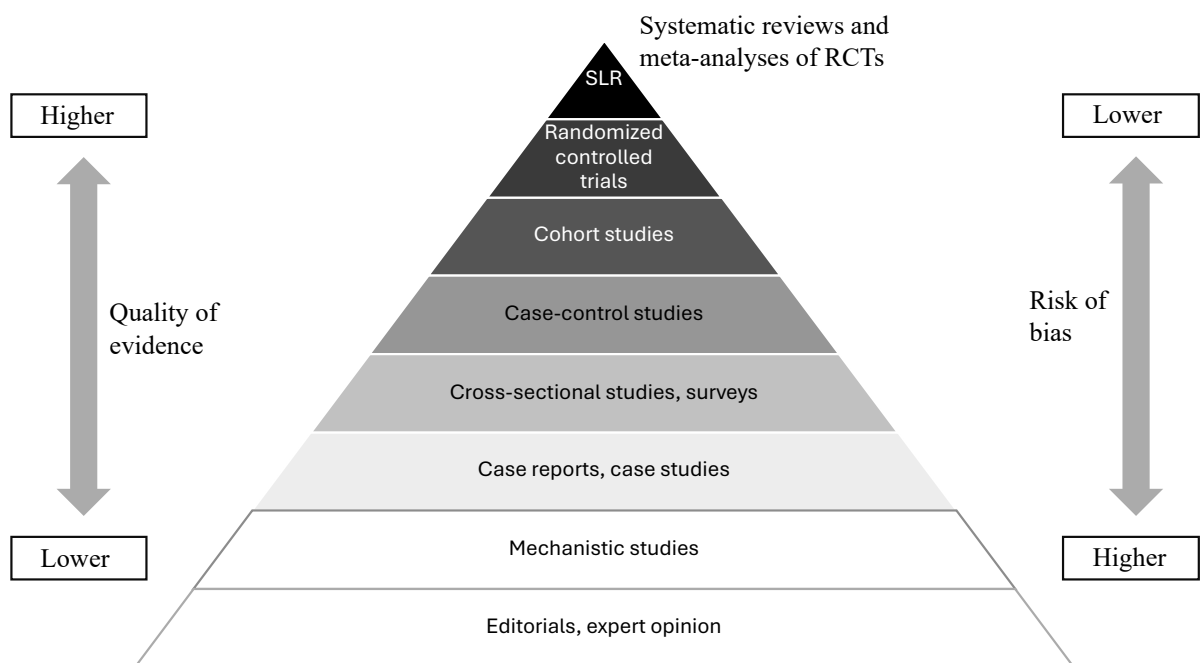 Systematic reviews and
meta-analyses of RCTs
SLR
Higher
Lower
Randomized
controlled
trials
Cohort studies
Quality of
evidence
Case-control studies
Risk of
bias
Cross-sectional studies, surveys
Case reports, case studies
Lower
Mechanistic studies
Higher
Editorials, expert opinion